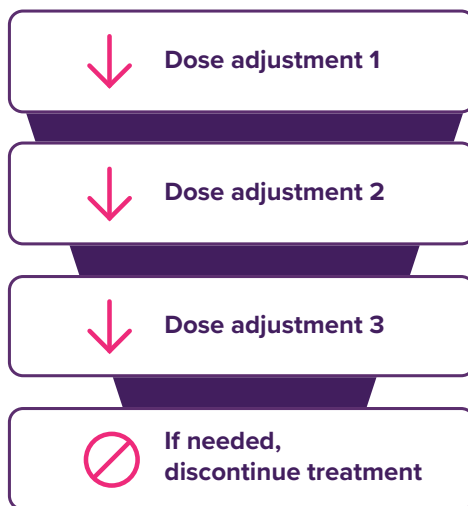 Dose adjustment 1
Dose adjustment 2
Dose adjustment 3
If needed,
discontinue treatment